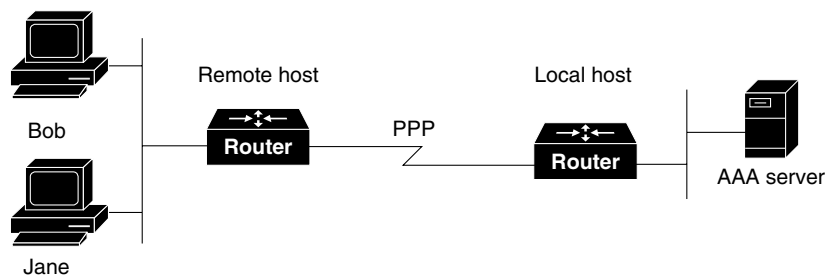 Remote host
Local host
Bob
PPP
Router
Router
AAA server
Jane